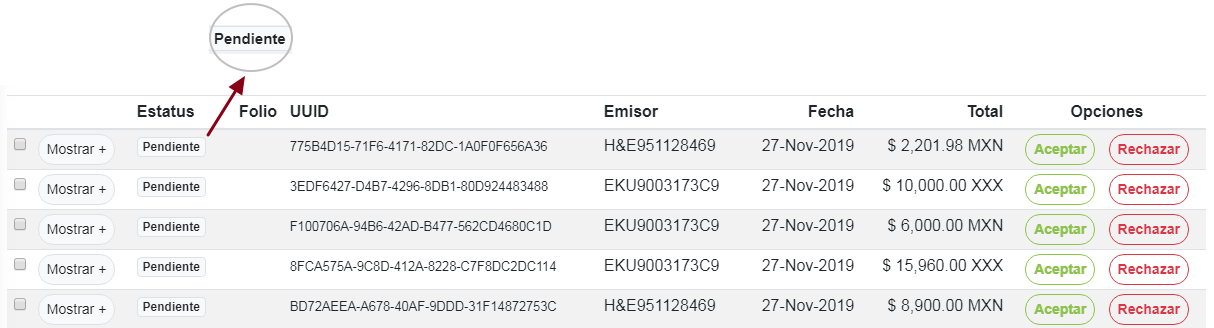 Pendiente
Estatus Folio UUID Emisor Fecha Total Opciones
Mostrar + Pendiente 775B4D15-71F6-4171-82DC-1A0F0F656A36 H&E951128469 27-Nov-2019 $ 2,201.98 MXN Aceptar Rechazar
Mostrar + Pendiente 3EDF6427-D4B7-4296-8DB1-80D924483488 EKU9003173C9 27-Nov-2019 $ 10,000.00 XXX Aceptar Rechazar
Mostrar + Pendiente F100706A-94B6-42AD-B477-562CD4680C1D EKU9003173C9 27-Nov-2019 $ 6,000.00 MXN Aceptar Rechazar
Mostrar + Pendiente 8FCA575A-9C8D-412A-8228-C7F8DC2DC114 EKU9003173C9 27-Nov-2019 $ 15,960.00 XXX Aceptar Rechazar
Mostrar + Pendiente BD72AEEA-A678-40AF-9DDD-31F14872753C H&E951128469 27-Nov-2019 $ 8,900.00 MXN Aceptar Rechazar